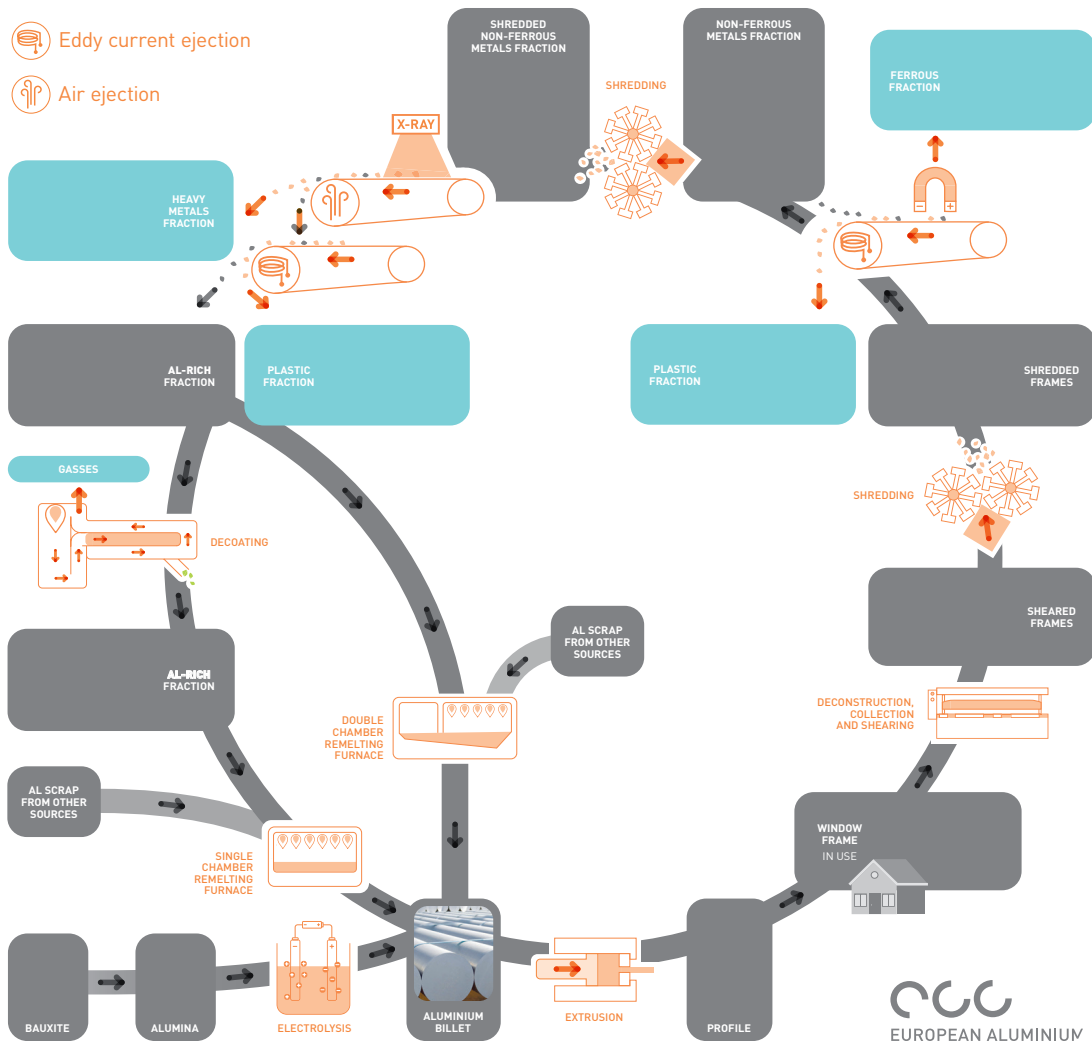 Eddy current ejection
Air ejection
SHREDDED
NON-FERROUS
METALS FRACTION
NON-FERROUS
METALS FRACTION
SHREDDING
FERROUS
FRACTION
X-RAY
HEAVY
METALS
FRACTION
- +
AL-RICH
FRACTION
PLASTIC
FRACTION
PLASTIC
FRACTION
SHREDDED
FRAMES
GASSES
SHREDDING
DECOATING
AL-RICH
FRACTION
AL SCRAP
FROM OTHER
SOURCES
SHEARED
FRAMES
DECONSTRUCTION,
COLLECTION
AND SHEARING
DOUBLE
CHAMBER
REMELTING
FURNACE
AL SCRAP
FROM OTHER
SOURCES
WINDOW
FRAME
IN USE
SINGLE
CHAMBER
REMELTING
FURNACE
- +
BAUXITE
ALUMINA
ELECTROLYSIS
ALUMINIUM
BILLET
EXTRUSION
PROFILE
EUROPEAN ALUMINIUM